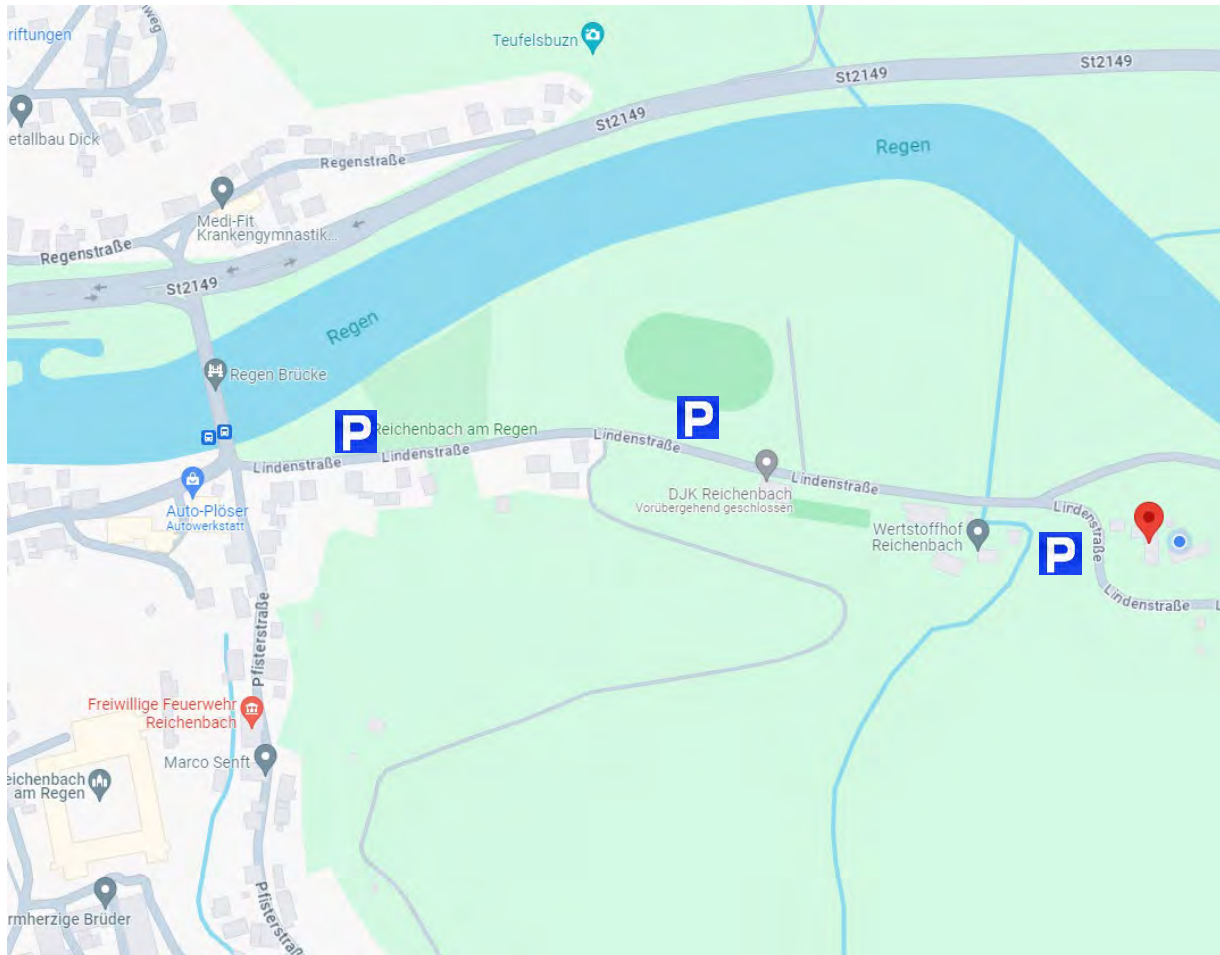 Teufelsbuzn
riftungen
weg
St2149
St2149
St2149
etallbau Dick
Regenstraße
Regen
Medi-Fit
Krankengymnastik...
Regenstraße
St2149
Regen
Regen Brücke
P
P
Reichenbach am Regen
Lindenstraße
Lindenstraße
Lindenstraße
Lindenstraße
DJK Reichenbach
Vorübergehend geschlossen
Auto-Plöser
Autowerkstatt
Wertstoffhof
Reichenbach
Lindenstraße
P
Lindenstraße
L
Pfisterstraße
Freiwillige Feuerwehr
Reichenbach
Marco Senft
eichenbach
am Regen
rmherzige Brüder
Pfisterstraß